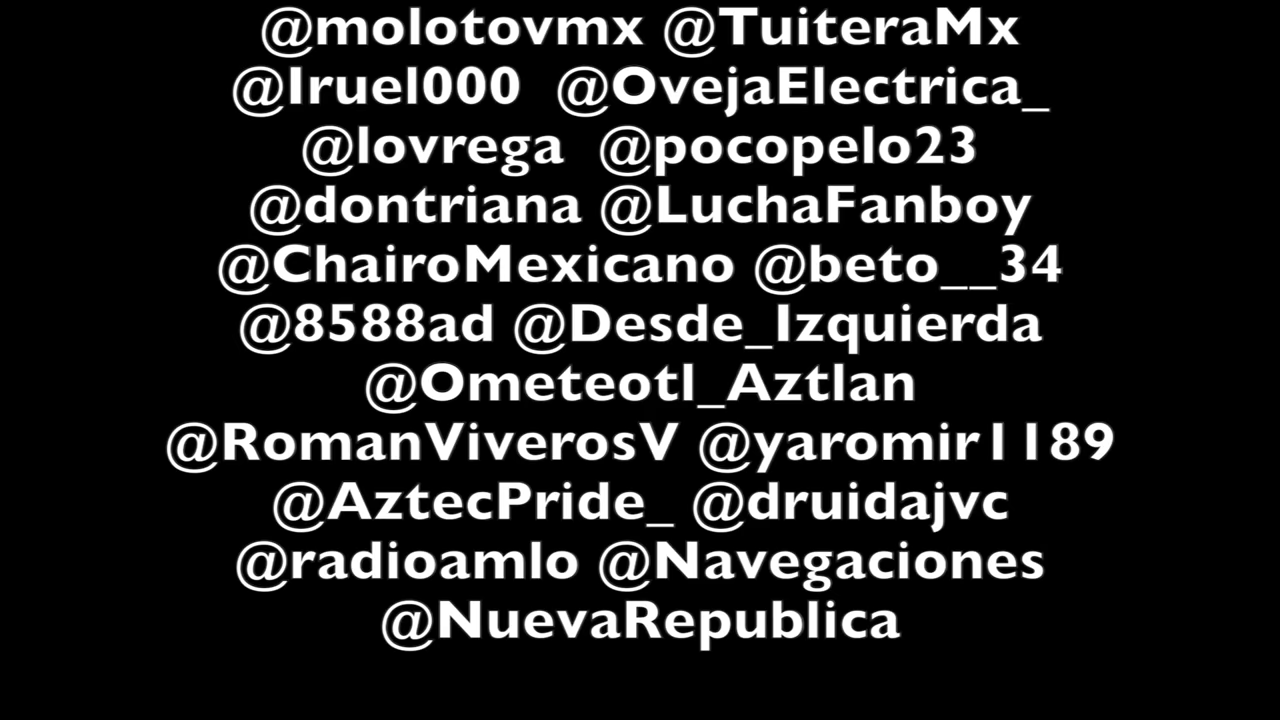 @molotovmx @TuiteraMx
@Iruel000 @OvejaElectrica_
@lovrega @pocopelo23
@dontriana @LuchaFanboy
@ChairoMexicano @beto__34
@8588ad @Desde_Izquierda
@Ometeotl_Aztlan
@RomanViverosV @yaromir1189
@AztecPride_ @druidajvc
@radioamlo @Navegaciones
@NuevaRepublica